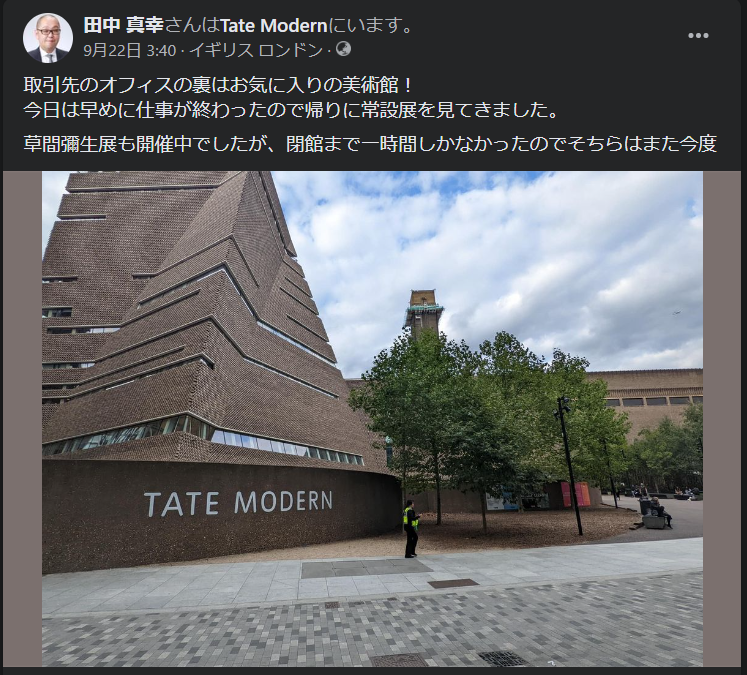 田中 真幸さんはTate Modernにいます。
9月22日 3:40 · イギリス ロンドン ·
取引先のオフィスの裏はお気に入りの美術館！
今日は早めに仕事が終わったので帰りに常設展を見てきました。
草間彌生展も開催中でしたが、閉館まで一時間しかなかったのでそちらはまた今度
TATE MODERN